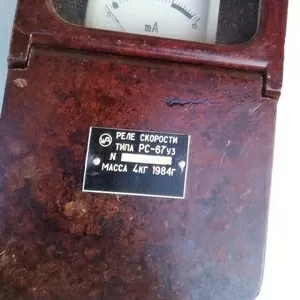 mA
РЕЛЕ СКОРОСТИ
ТИПА РС-67У3
N
МАССА 4КГ 1984г